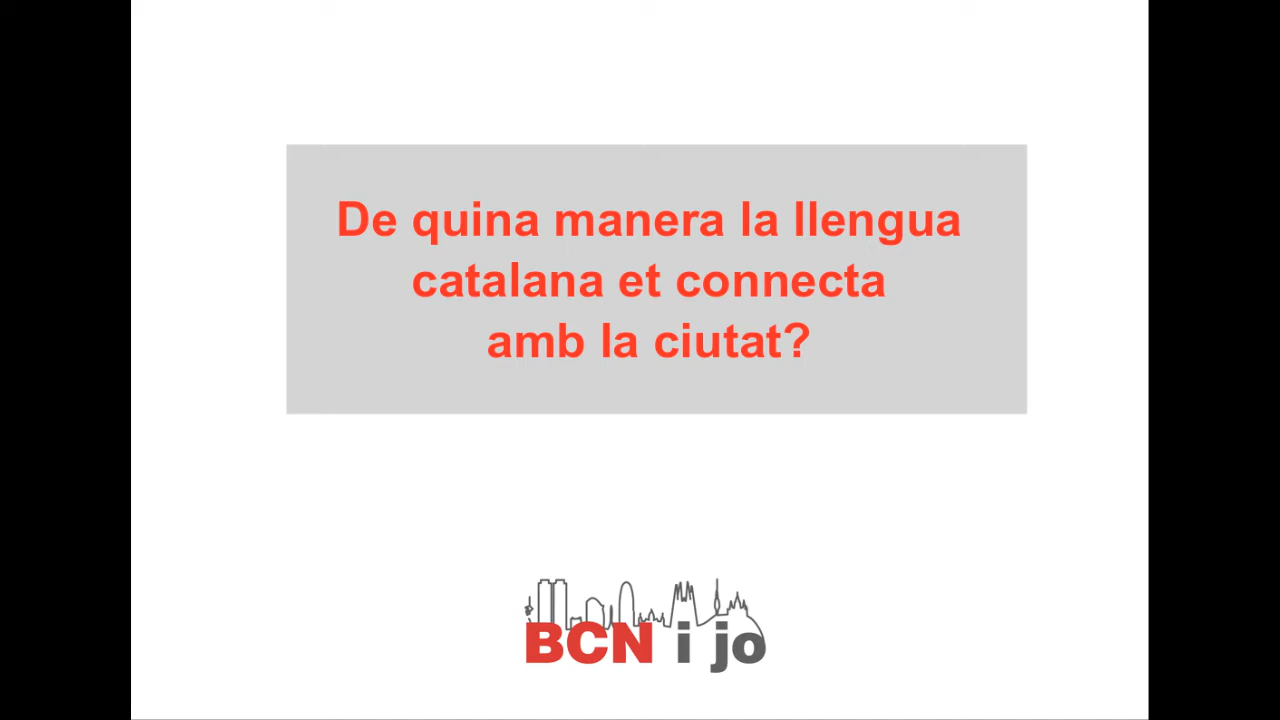 De quina manera la llengua
catalana et connecta
amb la ciutat?
BCN i jo